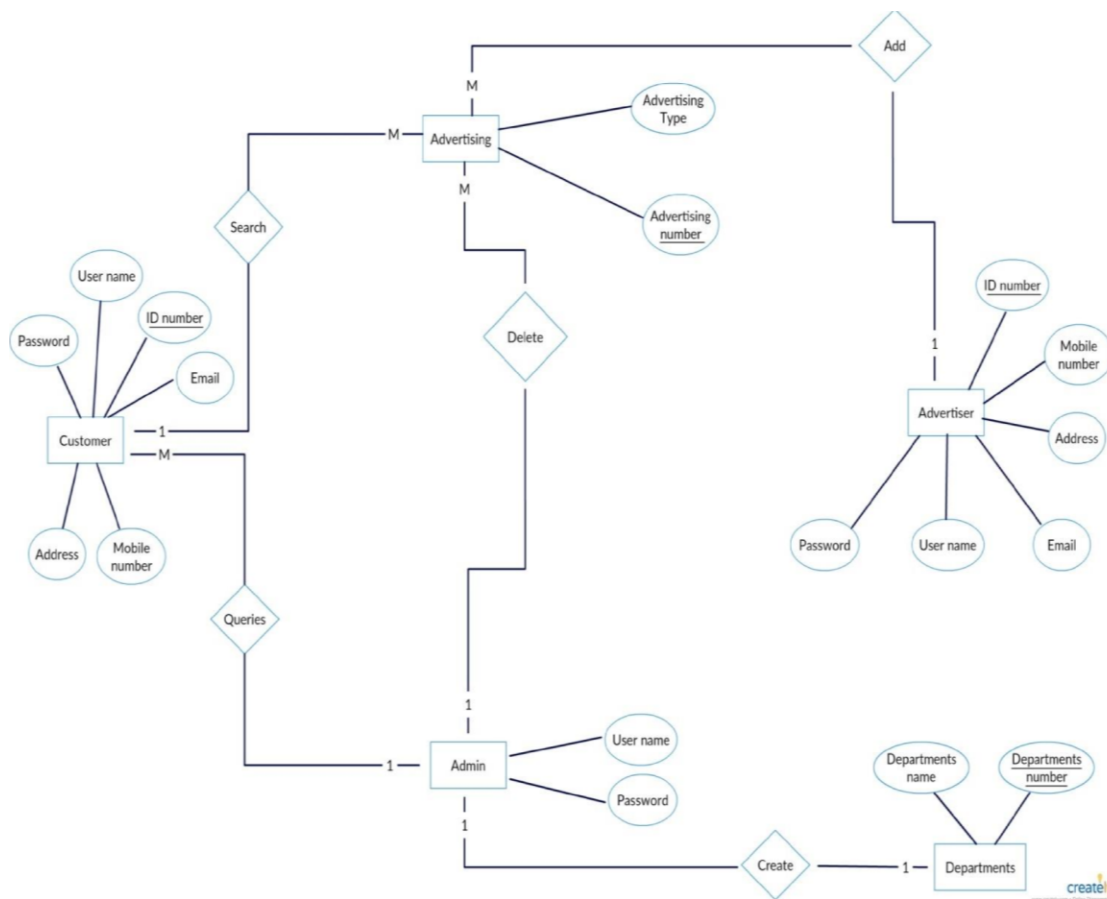 Add
M
Advertising
Type
M
Advertising
M
Advertising
number
Search
User name
ID number
ID number
Password
Delete
Email
1
Mobile
number
Advertiser
Customer
1
Address
M
Address
Mobile
number
Password
User name
Email
Queries
1
User name
Departments
name
Departments
number
1
Admin
Password
1
Create
1
Departments
create